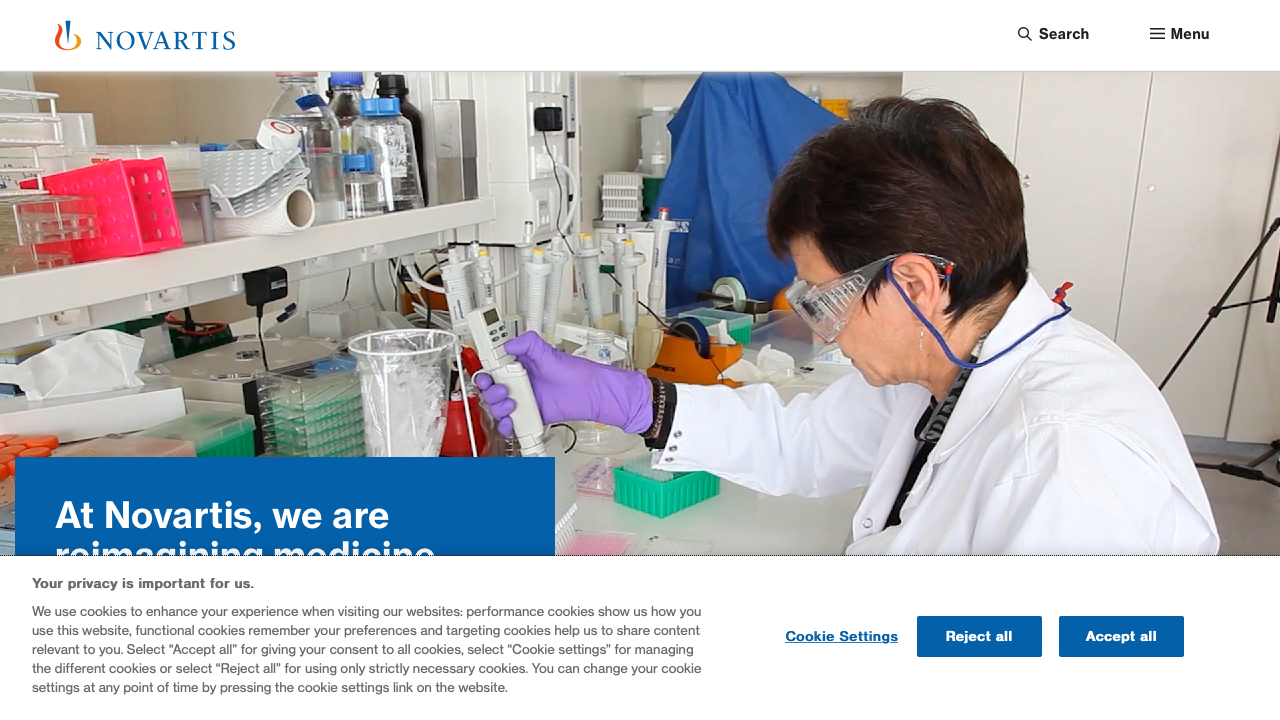 NOVARTIS
Search
Menu
At Novartis, we are
reimagining medicine
Your privacy is important for us.
We use cookies to enhance your experience when visiting our websites: performance cookies show us how you
use this website, functional cookies remember your preferences and targeting cookies help us to share content
relevant to you. Select “Accept all” for giving your consent to all cookies, select “Cookie settings” for managing
the different cookies or select “Reject all” for using only strictly necessary cookies. You can change your cookie
settings at any point of time by pressing the cookie settings link on the website.
Cookie Settings
Reject all
Accept all